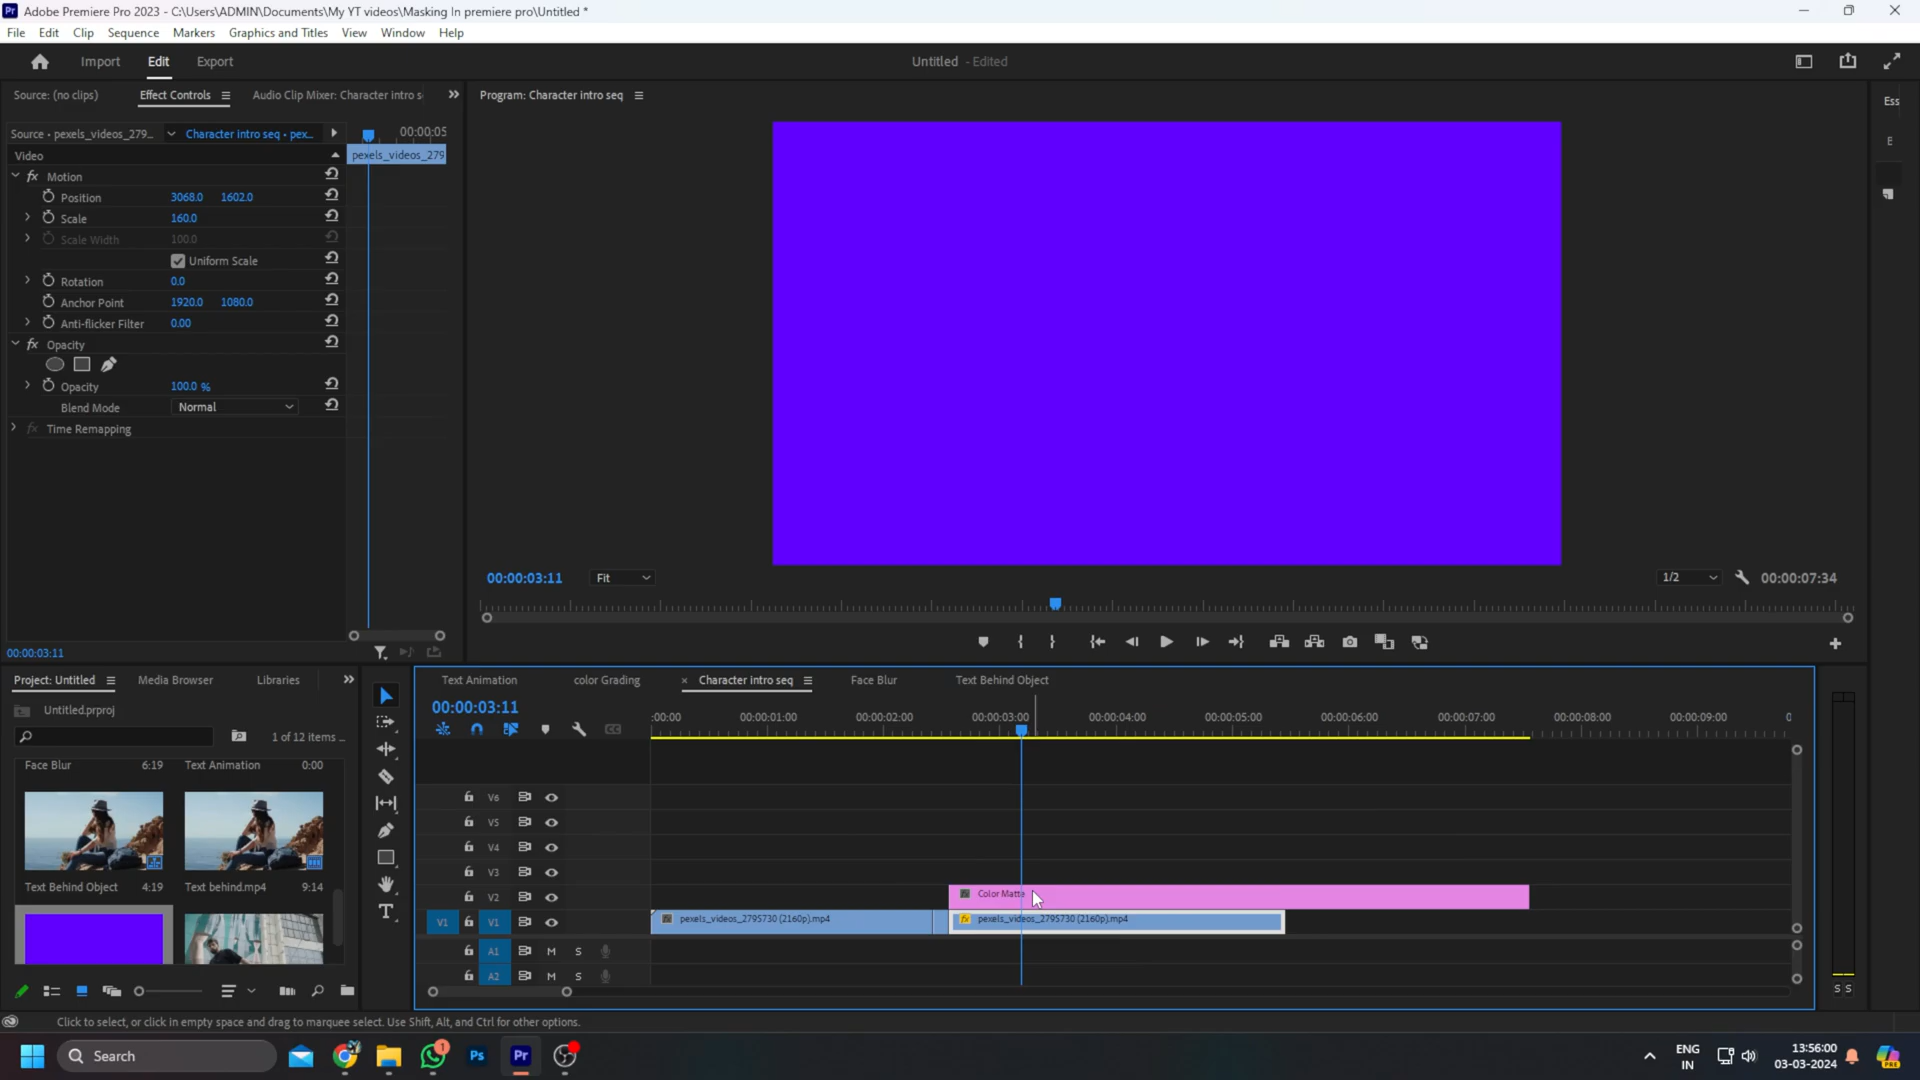 Pr Adobe Premiere Pro 2023 - C:\Users\ADMIN\Documents\My YT videos\Masking In premiere pro\Untitled *
File Edit Clip Sequence Markers Graphics and Titles View Window Help
Import Edit Export Untitled - Edited
Source: (no clips) Effect Controls Audio Clip Mixer: Character intro s
Program: Character intro seq
Ess
Source • pexels_videos_279... Character intro seq • pex...
00:00:05
Video
pexels_videos_279
fx Motion
Position 3068.0 1602.0
Scale 160.0
Scale Width 100.0
Uniform Scale
Rotation 0.0
Anchor Point 1920.0 1080.0
Anti-flicker Filter 0.00
fx Opacity
Opacity 100.0 %
Blend Mode Normal
fx Time Remapping
E
00:00:03:11 Fit 1/2 00:00:07:34
00:00:03:11
Project: Untitled Media Browser Libraries
Untitled.prproj
1 of 12 items ...
Face Blur 6:19 Text Animation 0:00
Text Behind Object 4:19 Text behind.mp4 9:14
Text Animation color Grading × Character intro seq Face Blur Text Behind Object
00:00:03:11
:00:00 00:00:01:00 00:00:02:00 00:00:03:00 00:00:04:00 00:00:05:00 00:00:06:00 00:00:07:00 00:00:08:00 00:00:09:00 0
V6
V5
V4
V3
V2 Color Matte
V1 V1 fx pexels_videos_2795730 (2160p).mp4 fx pexels_videos_2795730 (2160p).mp4
A1 M S
A2 M S
S S
Click to select, or click in empty space and drag to marquee select. Use Shift, Alt, and Ctrl for other options.
Search
1
Ps
Pr
ENG
IN
13:56:00
03-03-2024
PRE